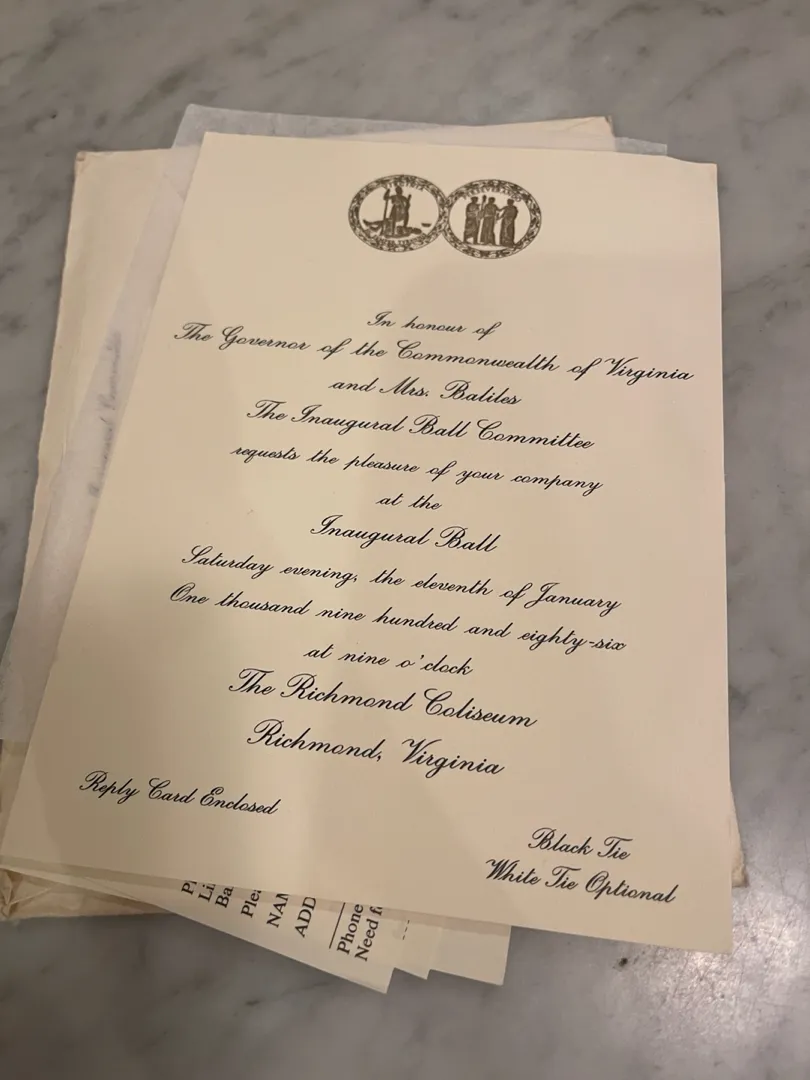 In honour of
The Governor of the Commonwealth of Virginia
and Mrs. Baliles
The Inaugural Ball Committee
requests the pleasure of your company
at the
Inaugural Ball
Saturday evening, the eleventh of January
One thousand nine hundred and eighty-six
at nine o'clock
The Richmond Coliseum
Richmond, Virginia
Reply Card Enclosed
Black Tie
White Tie Optional
Phone
Need